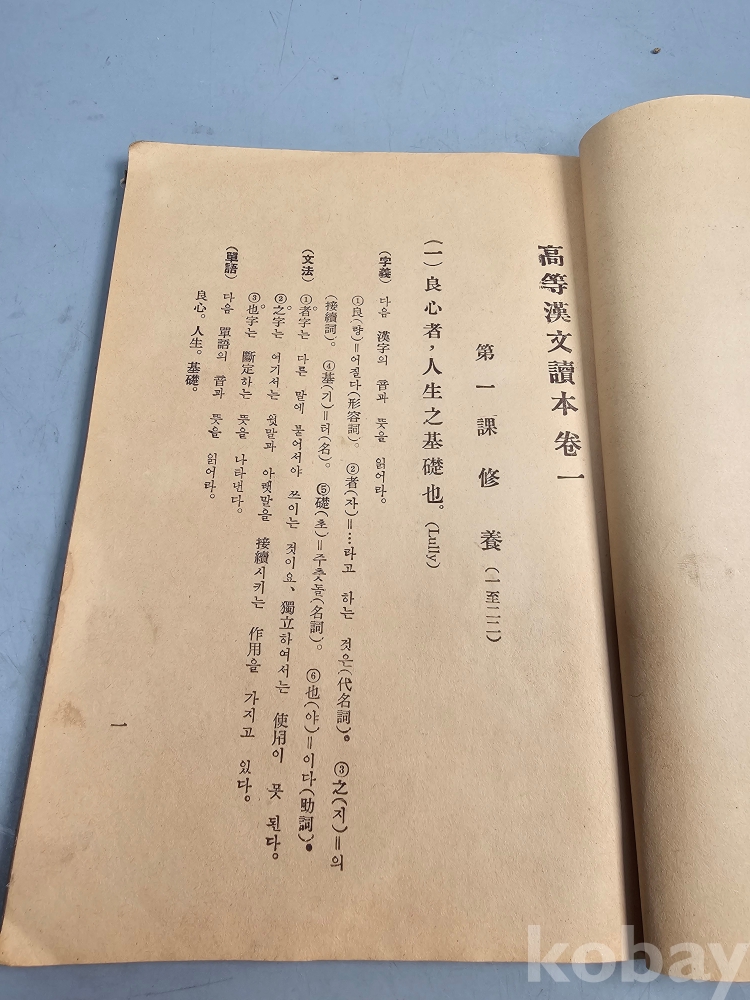 高等漢文讀本卷一
第一課 修養 (一至二二)
(一) 良心者，人生之基礎也。(Lully)
(字義) 다음 漢字의 音과 뜻을 읽어라.
①良(량)=어질다(形容詞)。 ②者(자)=…라고 하는 것은(代名詞)。 ③之(지)=의
(接續詞)。 ④基(기)=터(名)。 ⑤礎(초)=주춧돌(名詞)。 ⑥也(야)=이다(助詞)。
(文法) ①者字는 다른 말에 붙어서야 쓰이는 것이요、獨立하여서는 使用이 못 된다。
②之字는 여기서는 윗말과 아랫말을 接續시키는 作用을 가지고 있다。
③也字는 斷定하는 뜻을 나타낸다。
(單語) 다음 單語의 音과 뜻을 읽어라。
良心。人生。基礎。
一
kobay